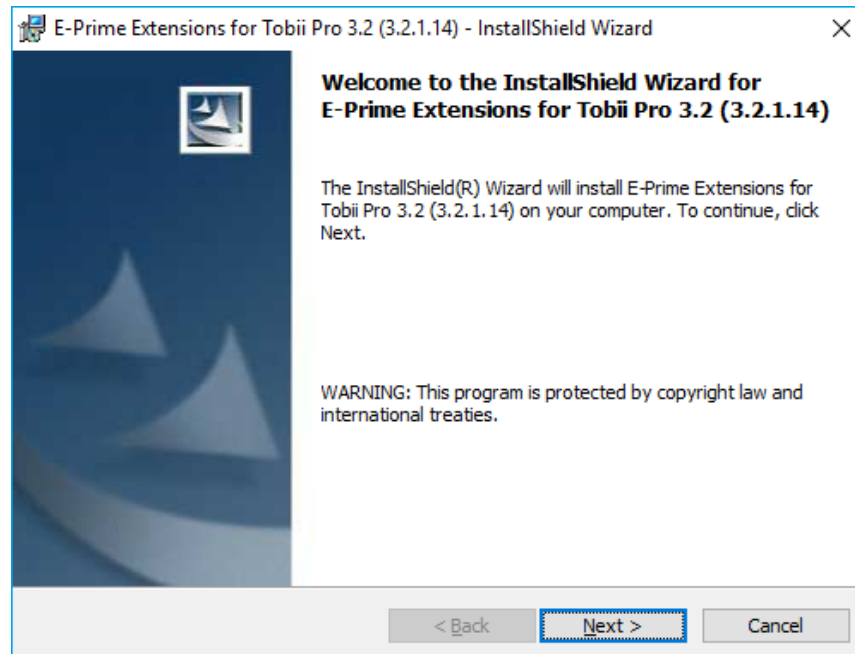 E-Prime Extensions for Tobii Pro 3.2 (3.2.1.14) - InstallShield Wizard
Welcome to the InstallShield Wizard for
E-Prime Extensions for Tobii Pro 3.2 (3.2.1.14)
The InstallShield(R) Wizard will install E-Prime Extensions for
Tobii Pro 3.2 (3.2.1.14) on your computer. To continue, click
Next.
WARNING: This program is protected by copyright law and
international treaties.
< Back Next > Cancel